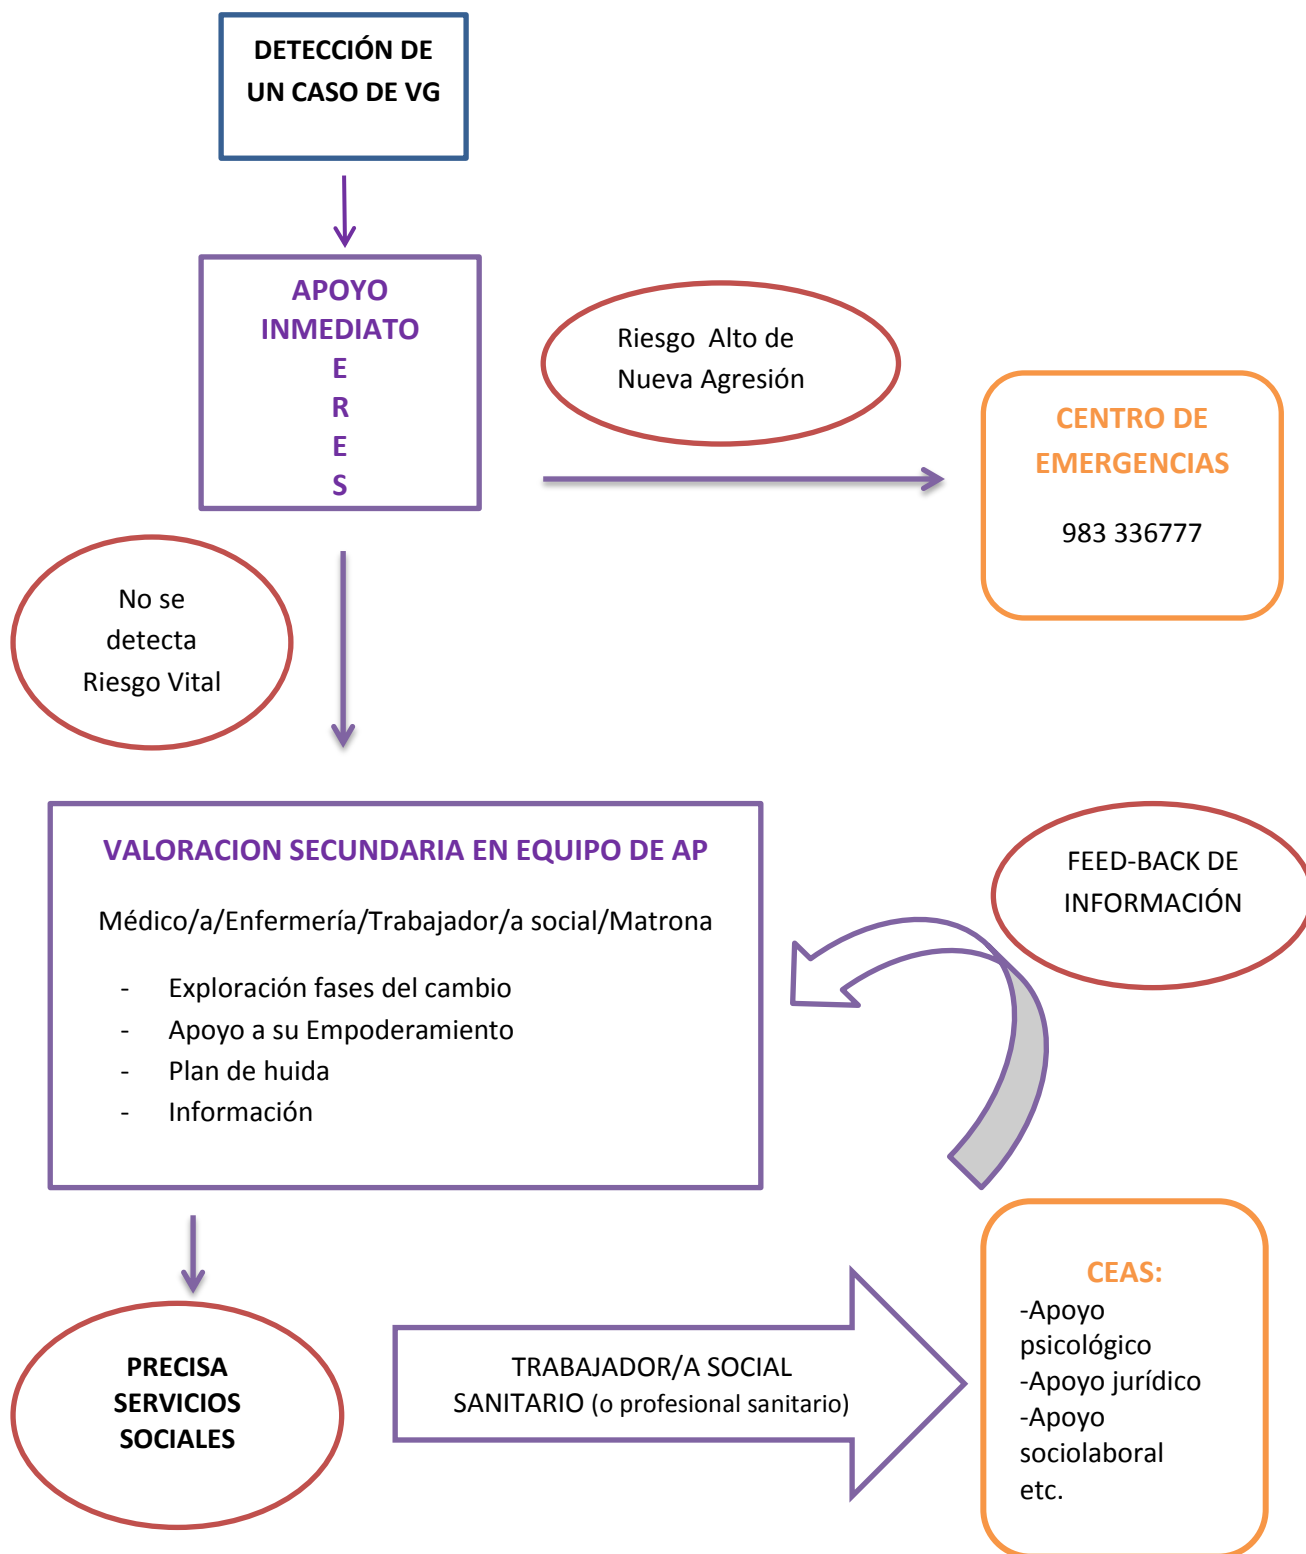 DETECCIÓN DE
UN CASO DE VG
APOYO
INMEDIATO
E
R
E
S
Riesgo  Alto de
Nueva Agresión
CENTRO DE
EMERGENCIAS
983 336777
No se
detecta
Riesgo Vital
VALORACION SECUNDARIA EN EQUIPO DE AP
Médico/a/Enfermería/Trabajador/a social/Matrona
- Exploración fases del cambio
- Apoyo a su Empoderamiento
- Plan de huida
- Información
FEED-BACK DE
INFORMACIÓN
PRECISA
SERVICIOS
SOCIALES
TRABAJADOR/A SOCIAL
SANITARIO (o profesional sanitario)
CEAS:
-Apoyo
psicológico
-Apoyo jurídico
-Apoyo
sociolaboral
etc.